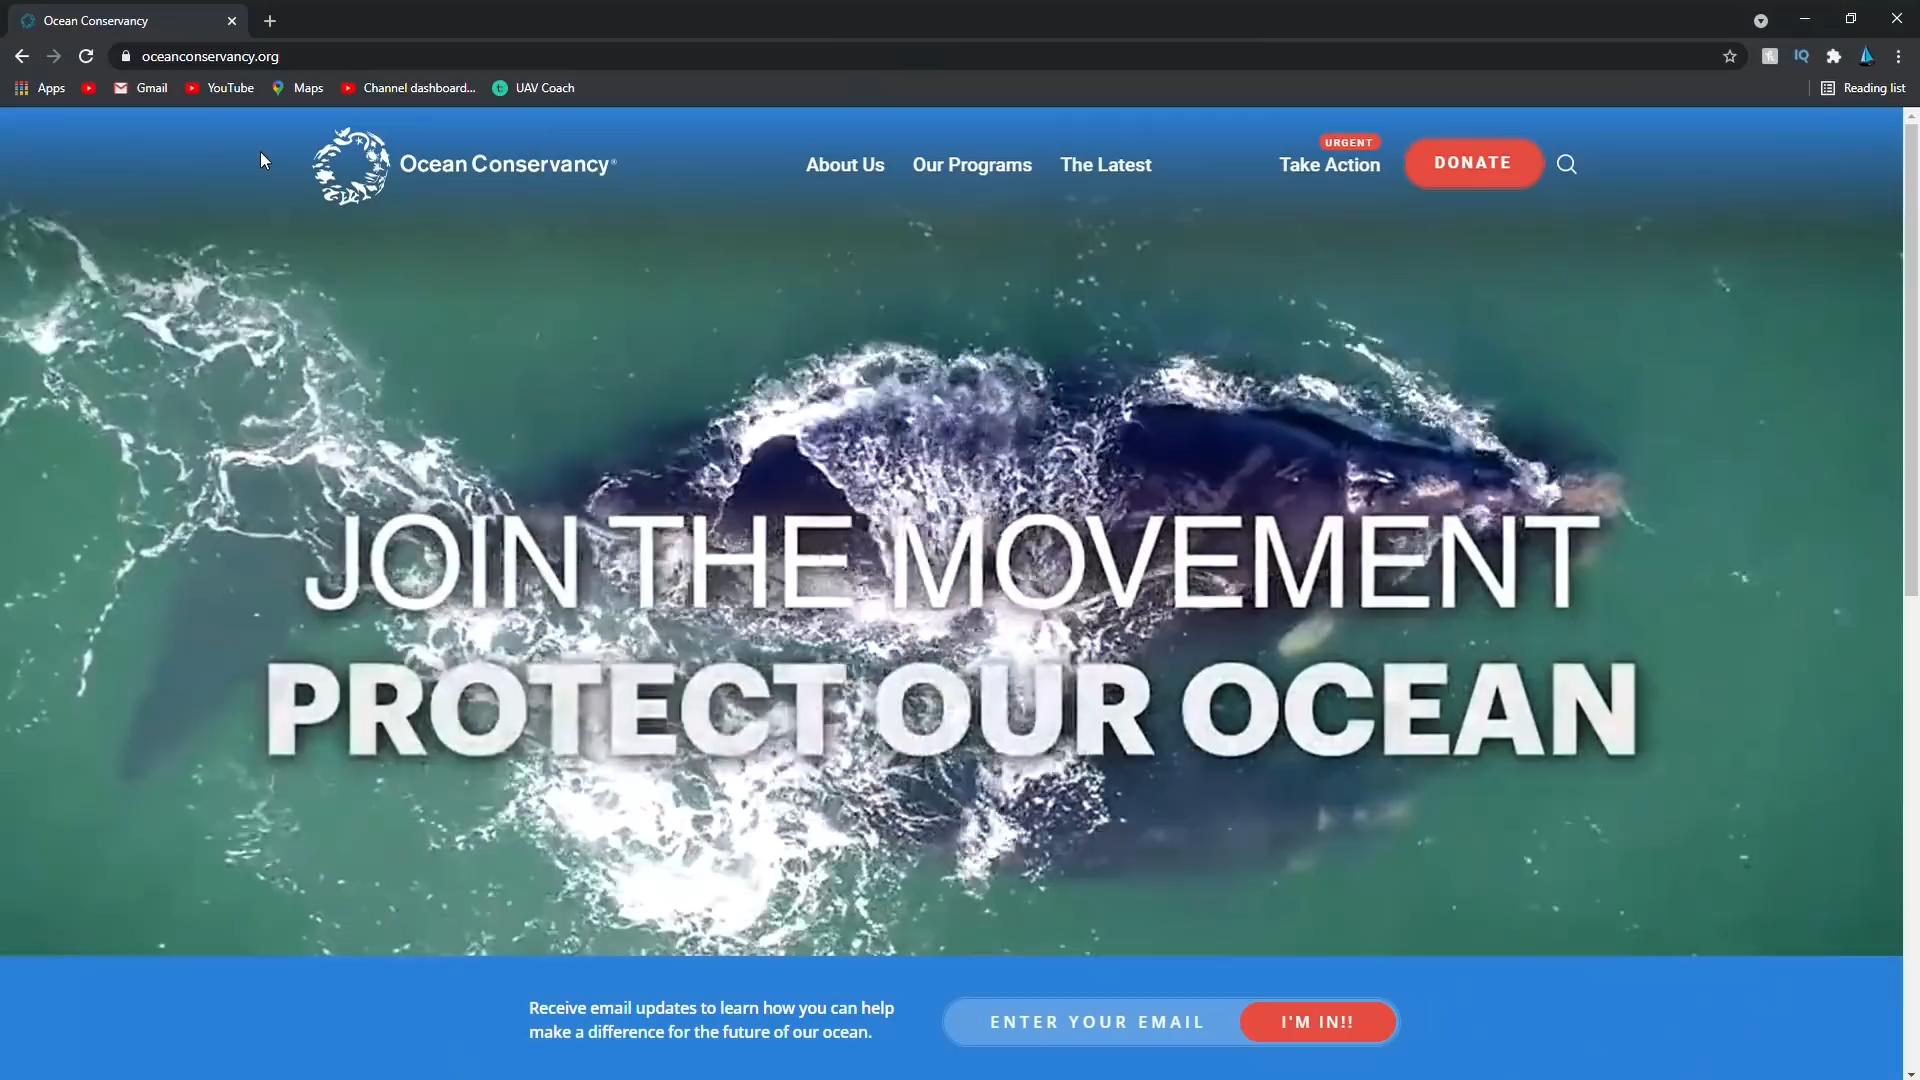 Ocean Conservancy
oceanconservancy.org
Apps
Gmail
YouTube
Maps
Channel dashboard...
UAV Coach
Reading list
Ocean Conservancy®
About Us
Our Programs
The Latest
URGENT
Take Action
DONATE
JOIN THE MOVEMENT
PROTECT OUR OCEAN
Receive email updates to learn how you can help
make a difference for the future of our ocean.
ENTER YOUR EMAIL
I'M IN!!